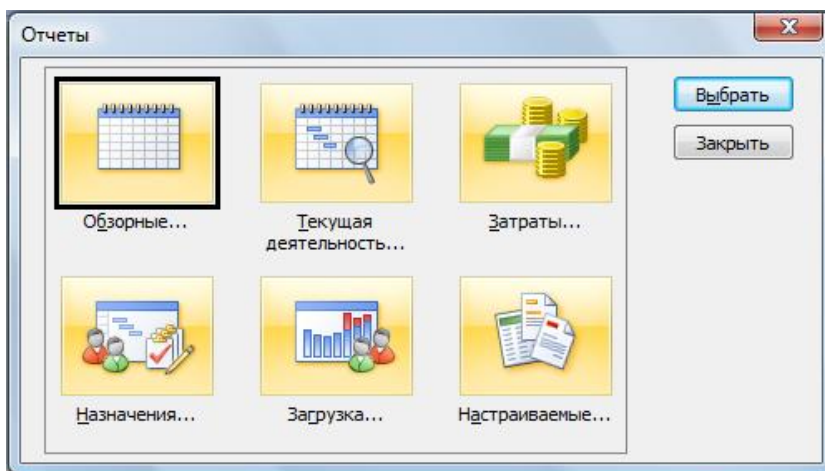 Отчеты
Выбрать
Закрыть
Обзорные...
Текущая
деятельность...
Затраты...
Назначения...
Загрузка...
Настраиваемые...